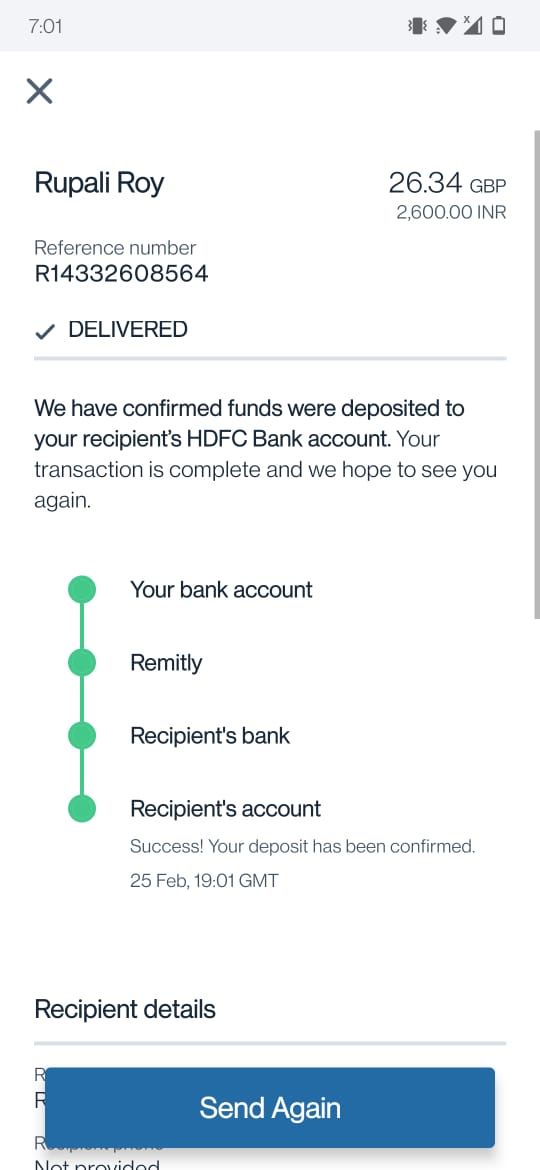 7:01
Rupali Roy
26.34 GBP
2,600.00 INR
Reference number
R14332608564
DELIVERED
We have confirmed funds were deposited to
your recipient's HDFC Bank account. Your
transaction is complete and we hope to see you
again.
Your bank account
Remitly
Recipient's bank
Recipient's account
Success! Your deposit has been confirmed.
25 Feb, 19:01 GMT
Recipient details
Send Again
Recipient phone
Not provided